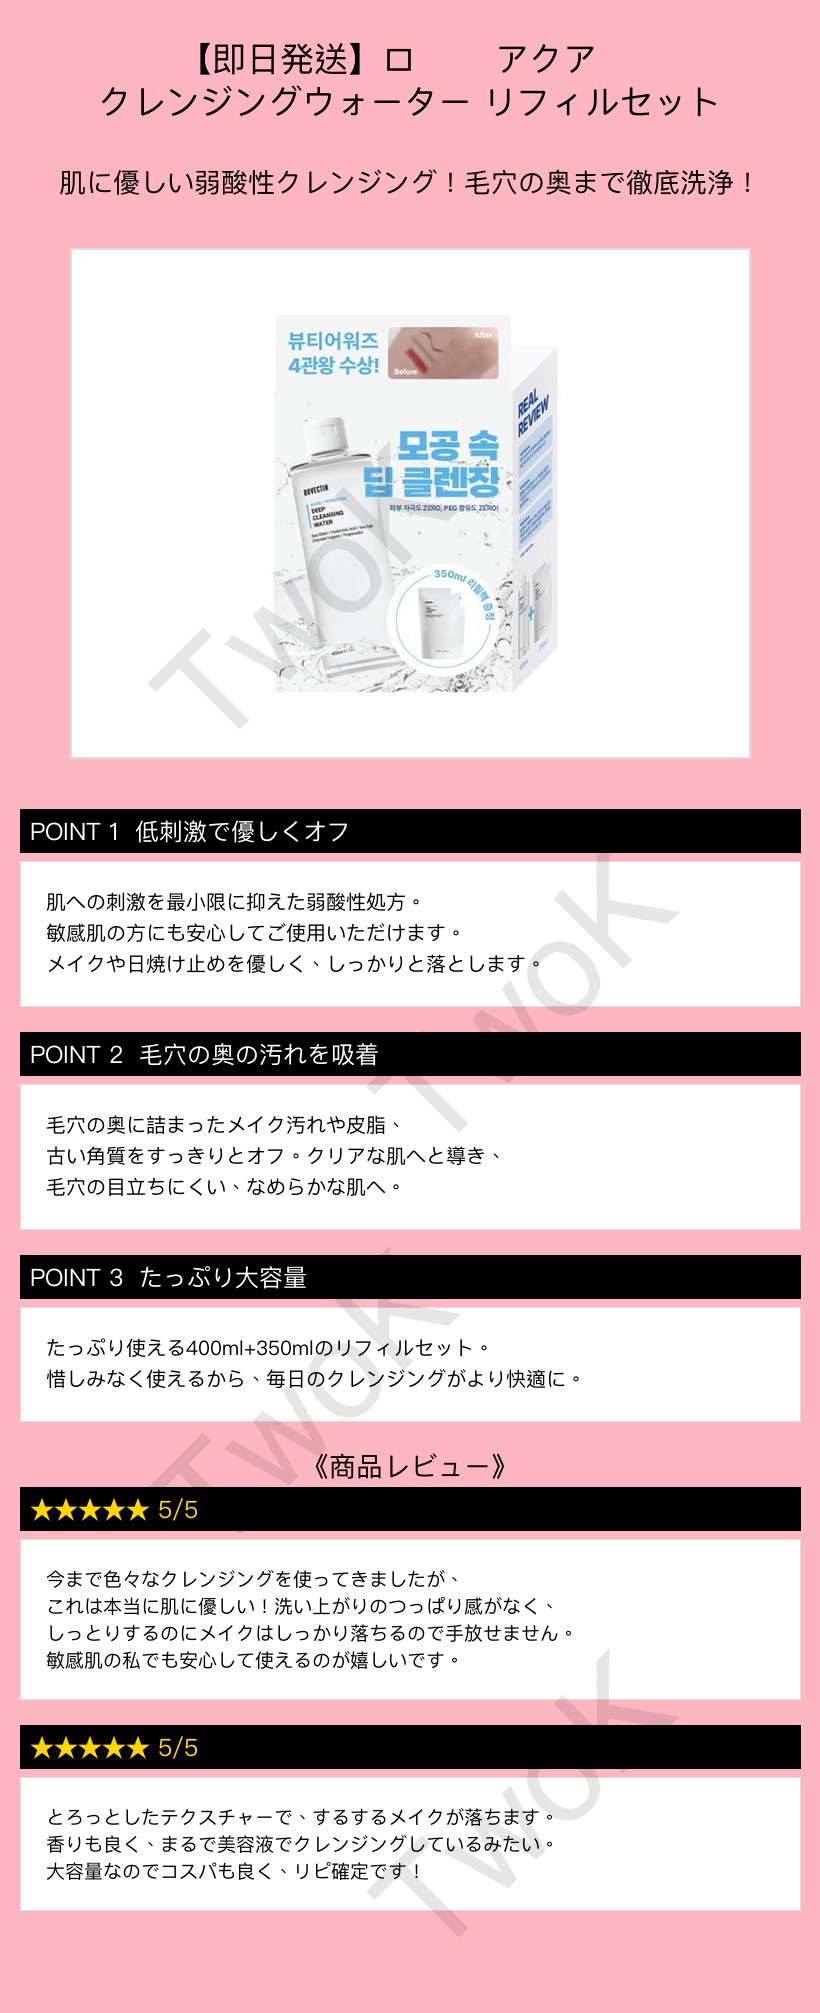 【即日発送】ロ　　アクア
クレンジングウォーター リフィルセット
肌に優しい弱酸性クレンジング！毛穴の奥まで徹底洗浄！
뷰티어워즈
4관왕 수상!
After
Before
모공 속
딥 클렌징
피부 자극도 ZERO, PEG 함유도 ZERO!
REAL
REVIEW
REVECTIN
DEEP
CLEANSING
WATER
350ml 리필팩 증정
TwoK
POINT 1 低刺激で優しくオフ
肌への刺激を最小限に抑えた弱酸性処方。
敏感肌の方にも安心してご使用いただけます。
メイクや日焼け止めを優しく、しっかりと落とします。
TwoK
POINT 2 毛穴の奥の汚れを吸着
毛穴の奥に詰まったメイク汚れや皮脂、
古い角質をすっきりとオフ。クリアな肌へと導き、
毛穴の目立ちにくい、なめらかな肌へ。
POINT 3 たっぷり大容量
たっぷり使える400ml+350mlのリフィルセット。
惜しみなく使えるから、毎日のクレンジングがより快適に。
TwoK
《商品レビュー》
★★★★★ 5/5
今まで色々なクレンジングを使ってきましたが、
これは本当に肌に優しい！洗い上がりのつっぱり感がなく、
しっとりするのにメイクはしっかり落ちるので手放せません。
敏感肌の私でも安心して使えるのが嬉しいです。
★★★★★ 5/5
とろっとしたテクスチャーで、するするメイクが落ちます。
香りも良く、まるで美容液でクレンジングしているみたい。
大容量なのでコスパも良く、リピ確定です！
TwoK